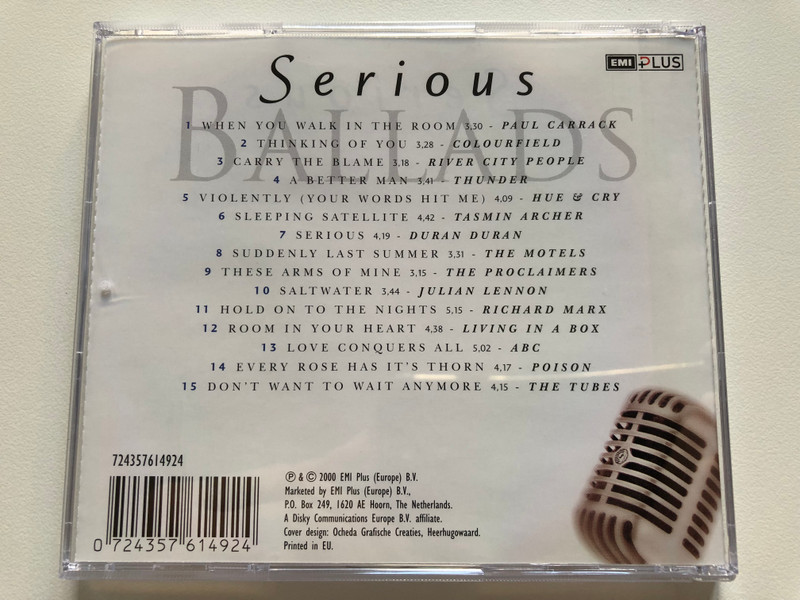 Serious
EMI PLUS
BALLADS
1 WHEN YOU WALK IN THE ROOM 3,30 - PAUL CARRACK
2 THINKING OF YOU 3,28 - COLOURFIELD
3 CARRY THE BLAME 3,18 - RIVER CITY PEOPLE
4 A BETTER MAN 3,41 - THUNDER
5 VIOLENTLY (YOUR WORDS HIT ME) 4,09 - HUE & CRY
6 SLEEPING SATELLITE 4,42 - TASMIN ARCHER
7 SERIOUS 4,19 - DURAN DURAN
8 SUDDENLY LAST SUMMER 3,31 - THE MOTELS
9 THESE ARMS OF MINE 3,15 - THE PROCLAIMERS
10 SALTWATER 3,44 - JULIAN LENNON
11 HOLD ON TO THE NIGHTS 5,15 - RICHARD MARX
12 ROOM IN YOUR HEART 4,38 - LIVING IN A BOX
13 LOVE CONQUERS ALL 5,02 - ABC
14 EVERY ROSE HAS IT'S THORN 4,17 - POISON
15 DON'T WANT TO WAIT ANYMORE 4,15 - THE TUBES
724357614924
0 724357 614924
℗ & © 2000 EMI Plus (Europe) B.V.
Marketed by EMI Plus (Europe) B.V.,
P.O. Box 249, 1620 AE Hoorn, The Netherlands.
A Disky Communications Europe B.V. affiliate.
Cover design: Ocheda Grafische Creaties, Heerhugowaard.
Printed in EU.